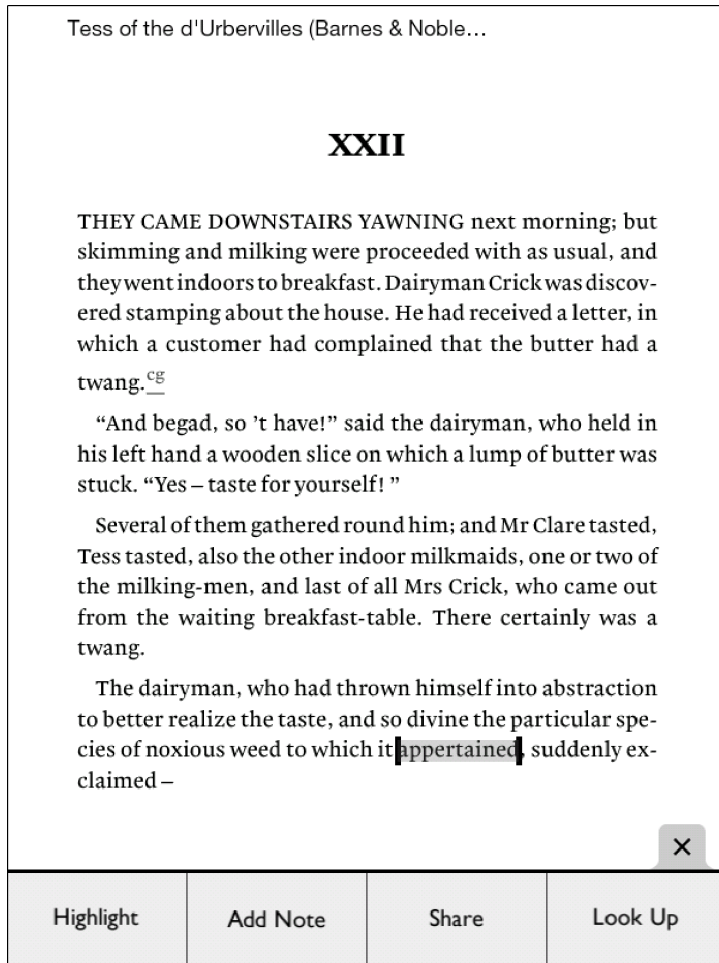 Tess of the d'Urbervilles (Barnes & Noble...
XXII
THEY CAME DOWNSTAIRS YAWNING next morning; but
skimming and milking were proceeded with as usual, and
they went indoors to breakfast. Dairyman Crick was discov-
ered stamping about the house. He had received a letter, in
which a customer had complained that the butter had a
twang.cg
“And begad, so ’t have!” said the dairyman, who held in
his left hand a wooden slice on which a lump of butter was
stuck. “Yes – taste for yourself! ”
Several of them gathered round him; and Mr Clare tasted,
Tess tasted, also the other indoor milkmaids, one or two of
the milking-men, and last of all Mrs Crick, who came out
from the waiting breakfast-table. There certainly was a
twang.
The dairyman, who had thrown himself into abstraction
to better realize the taste, and so divine the particular spe-
cies of noxious weed to which it appertained, suddenly ex-
claimed –
×
Highlight
Add Note
Share
Look Up